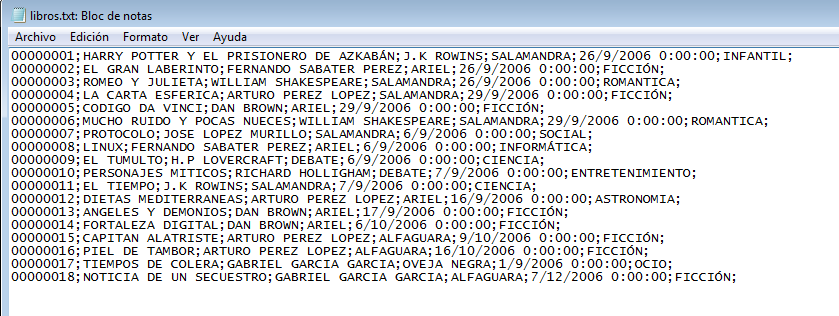 libros.txt: Bloc de notas
Archivo Edición Formato Ver Ayuda
00000001;HARRY POTTER Y EL PRISIONERO DE AZKABÁN;J.K ROWINS;SALAMANDRA;26/9/2006 0:00:00;INFANTIL;
00000002;EL GRAN LABERINTO;FERNANDO SABATER PEREZ;ARIEL;26/9/2006 0:00:00;FICCIÓN;
00000003;ROMEO Y JULIETA;WILLIAM SHAKESPEARE;SALAMANDRA;26/9/2006 0:00:00;ROMANTICA;
00000004;LA CARTA ESFERICA;ARTURO PEREZ LOPEZ;SALAMANDRA;29/9/2006 0:00:00;FICCIÓN;
00000005;CODIGO DA VINCI;DAN BROWN;ARIEL;29/9/2006 0:00:00;FICCIÓN;
00000006;MUCHO RUIDO Y POCAS NUECES;WILLIAM SHAKESPEARE;SALAMANDRA;29/9/2006 0:00:00;ROMANTICA;
00000007;PROTOCOLO;JOSE LOPEZ MURILLO;SALAMANDRA;6/9/2006 0:00:00;SOCIAL;
00000008;LINUX;FERNANDO SABATER PEREZ;ARIEL;6/9/2006 0:00:00;INFORMÁTICA;
00000009;EL TUMULTO;H.P LOVERCRAFT;DEBATE;6/9/2006 0:00:00;CIENCIA;
00000010;PERSONAJES MITICOS;RICHARD HOLLIGHAM;DEBATE;7/9/2006 0:00:00;ENTRETENIMIENTO;
00000011;EL TIEMPO;J.K ROWINS;SALAMANDRA;7/9/2006 0:00:00;CIENCIA;
00000012;DIETAS MEDITERRANEAS;ARTURO PEREZ LOPEZ;ARIEL;16/9/2006 0:00:00;ASTRONOMIA;
00000013;ANGELES Y DEMONIOS;DAN BROWN;ARIEL;17/9/2006 0:00:00;FICCIÓN;
00000014;FORTALEZA DIGITAL;DAN BROWN;ARIEL;6/10/2006 0:00:00;FICCIÓN;
00000015;CAPITAN ALATRISTE;ARTURO PEREZ LOPEZ;ALFAGUARA;9/10/2006 0:00:00;FICCIÓN;
00000016;PIEL DE TAMBOR;ARTURO PEREZ LOPEZ;ALFAGUARA;16/10/2006 0:00:00;FICCIÓN;
00000017;TIEMPOS DE COLERA;GABRIEL GARCIA GARCIA;OVEJA NEGRA;1/9/2006 0:00:00;OCIO;
00000018;NOTICIA DE UN SECUESTRO;GABRIEL GARCIA GARCIA;ALFAGUARA;7/12/2006 0:00:00;FICCIÓN;